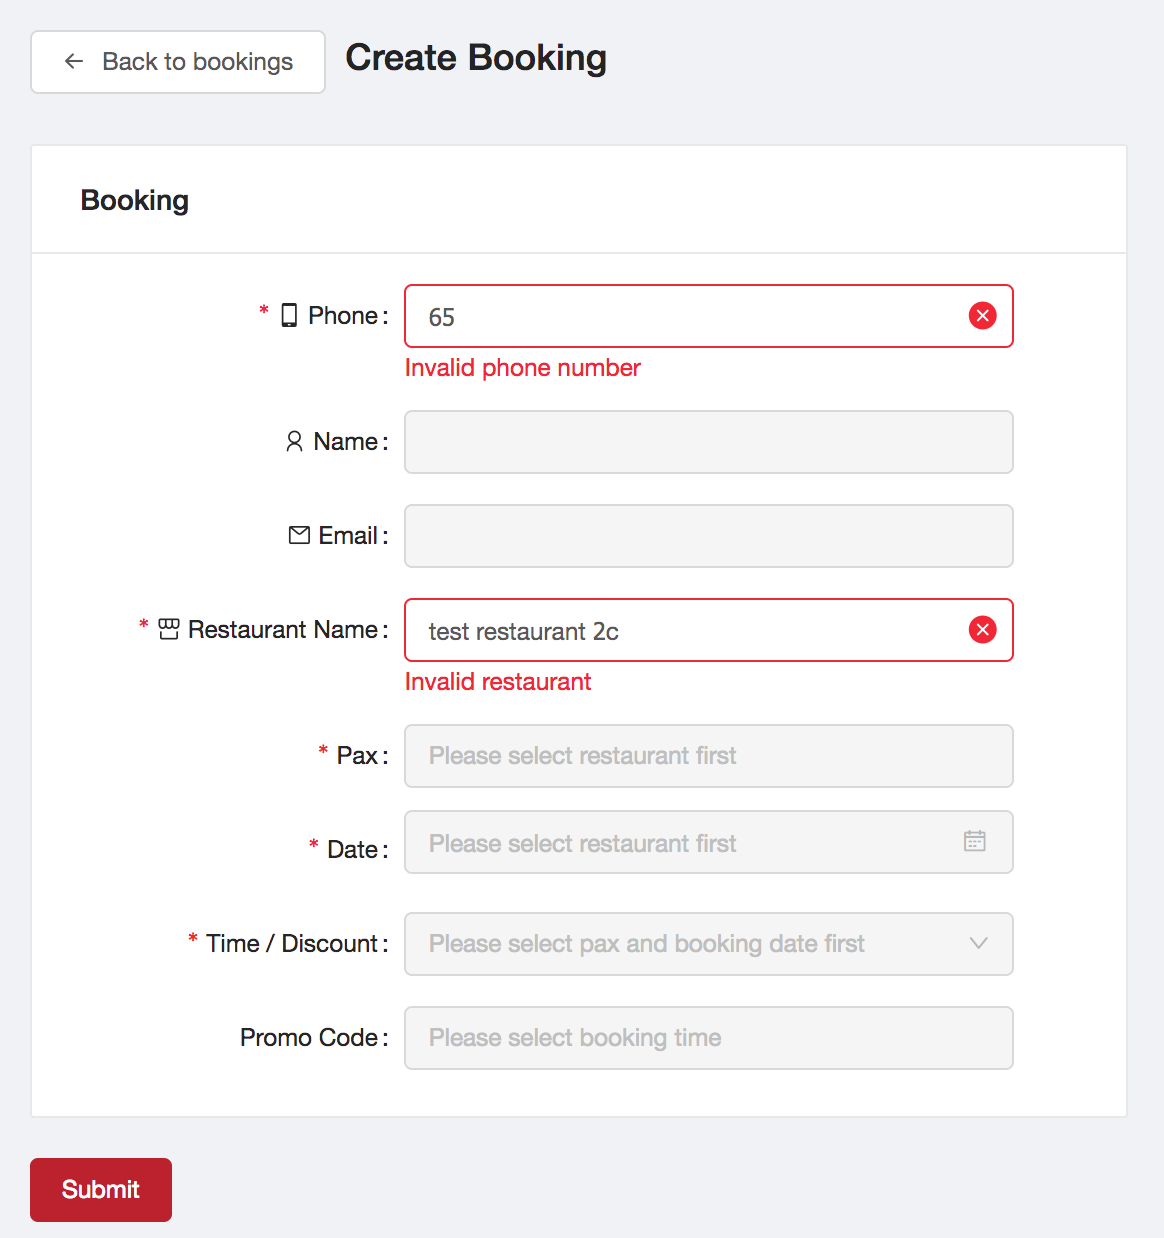 Back to bookings
Create Booking
Booking
* Phone:
65
Invalid phone number
Name:
Email:
* Restaurant Name:
test restaurant 2c
Invalid restaurant
* Pax:
Please select restaurant first
* Date:
Please select restaurant first
* Time / Discount:
Please select pax and booking date first
Promo Code:
Please select booking time
Submit